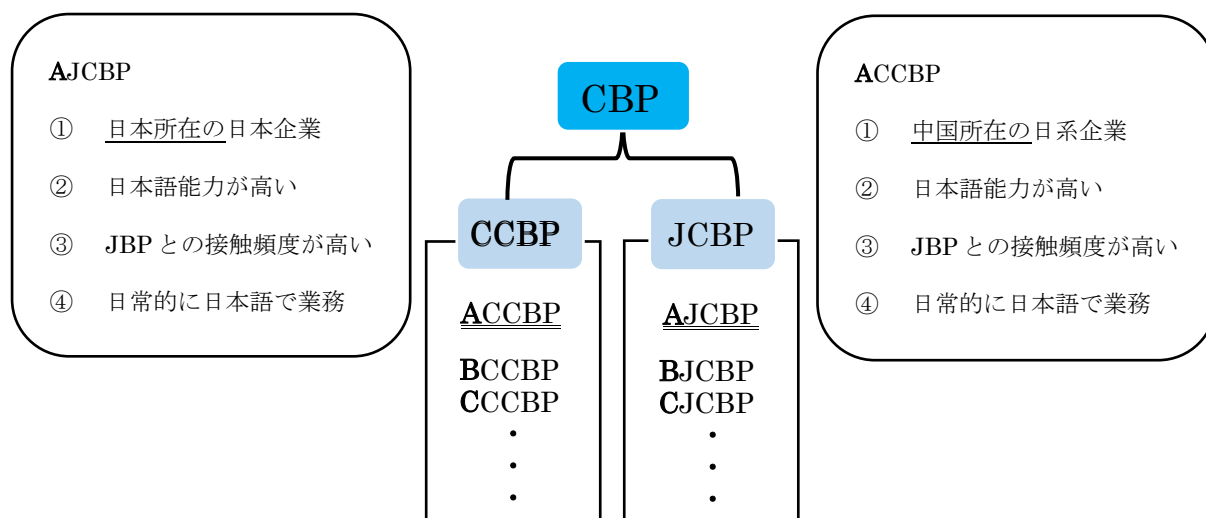 AJCBP
① 日本所在の日本企業
② 日本語能力が高い
③ JBPとの接触頻度が高い
④ 日常的に日本語で業務
CBP
CCBP
ACCBP
BCCBP
CCCBP
・
・
・
JCBP
AJCBP
BJCBP
CJCBP
・
・
・
ACCBP
① 中国所在の日系企業
② 日本語能力が高い
③ JBPとの接触頻度が高い
④ 日常的に日本語で業務